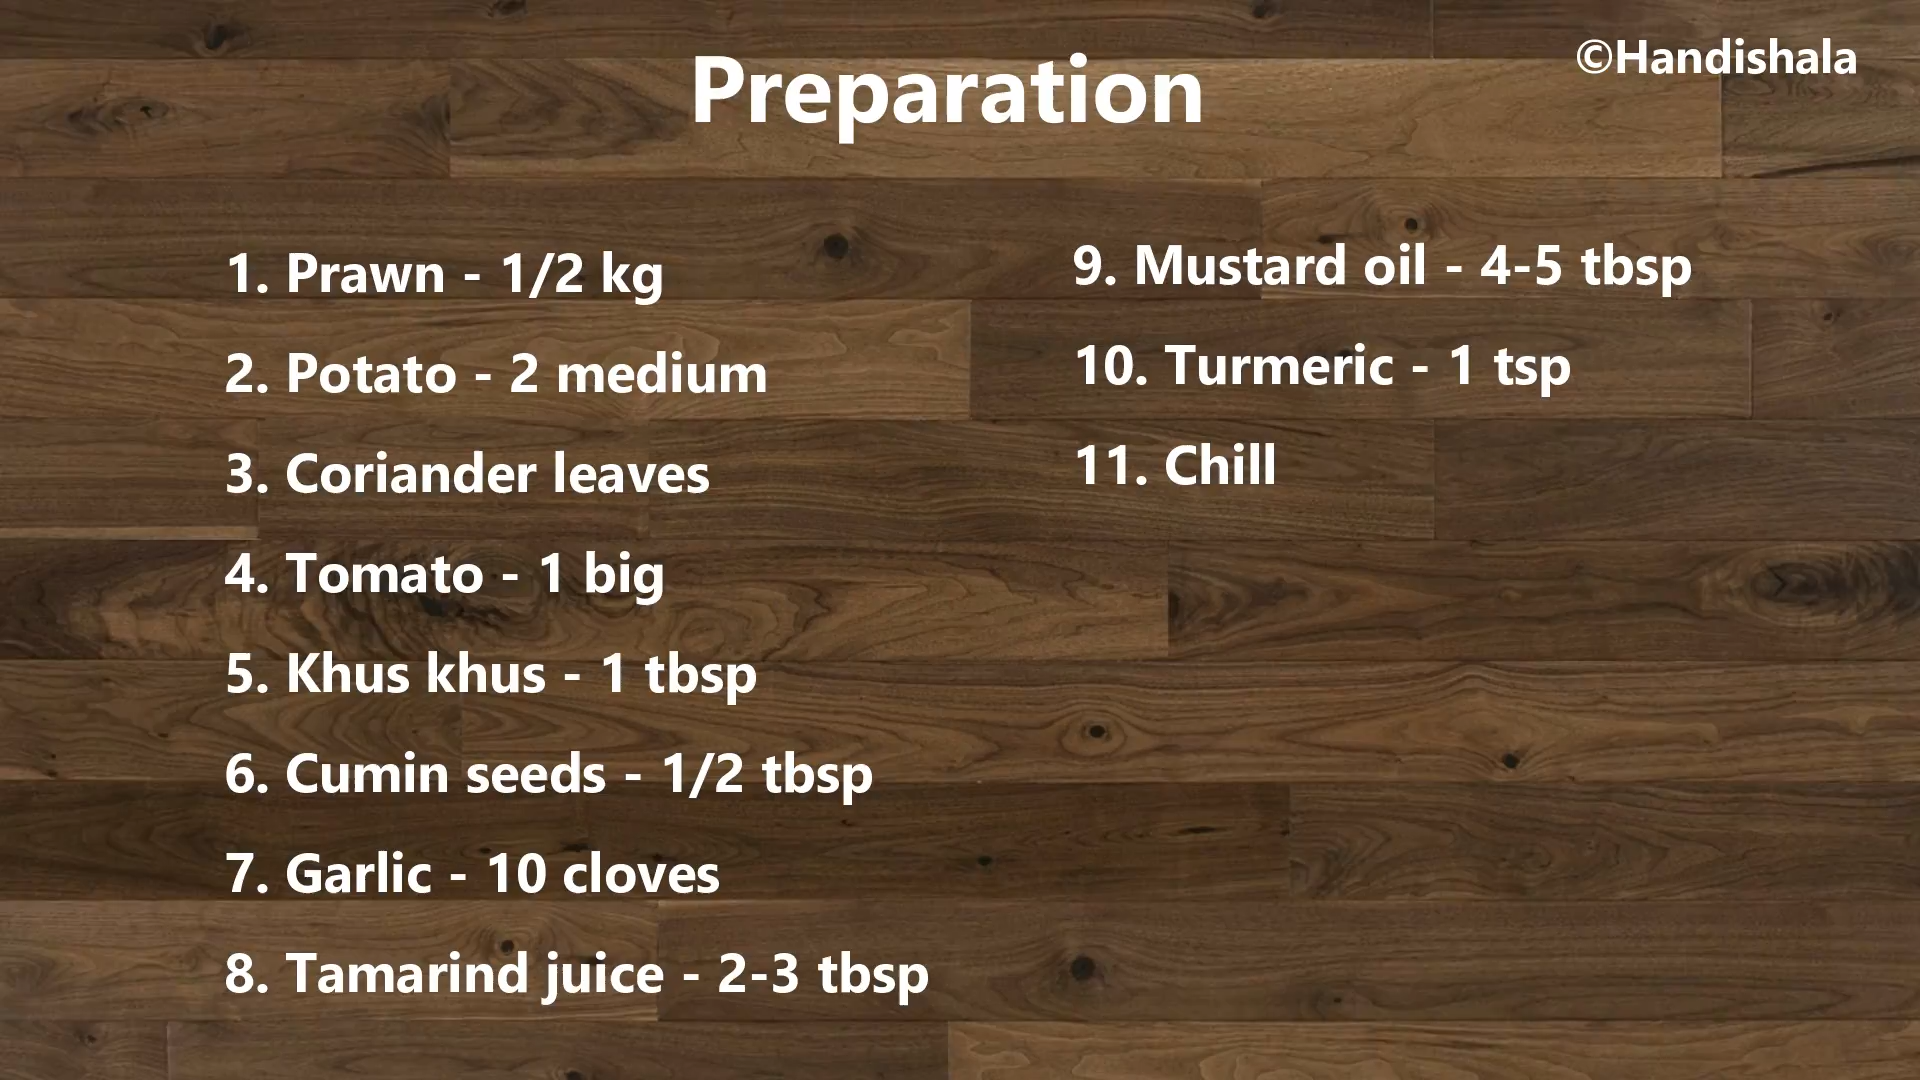 Preparation
©Handishala
1. Prawn - 1/2 kg
2. Potato - 2 medium
3. Coriander leaves
4. Tomato - 1 big
5. Khus khus - 1 tbsp
6. Cumin seeds - 1/2 tbsp
7. Garlic - 10 cloves
8. Tamarind juice - 2-3 tbsp
9. Mustard oil - 4-5 tbsp
10. Turmeric - 1 tsp
11. Chill